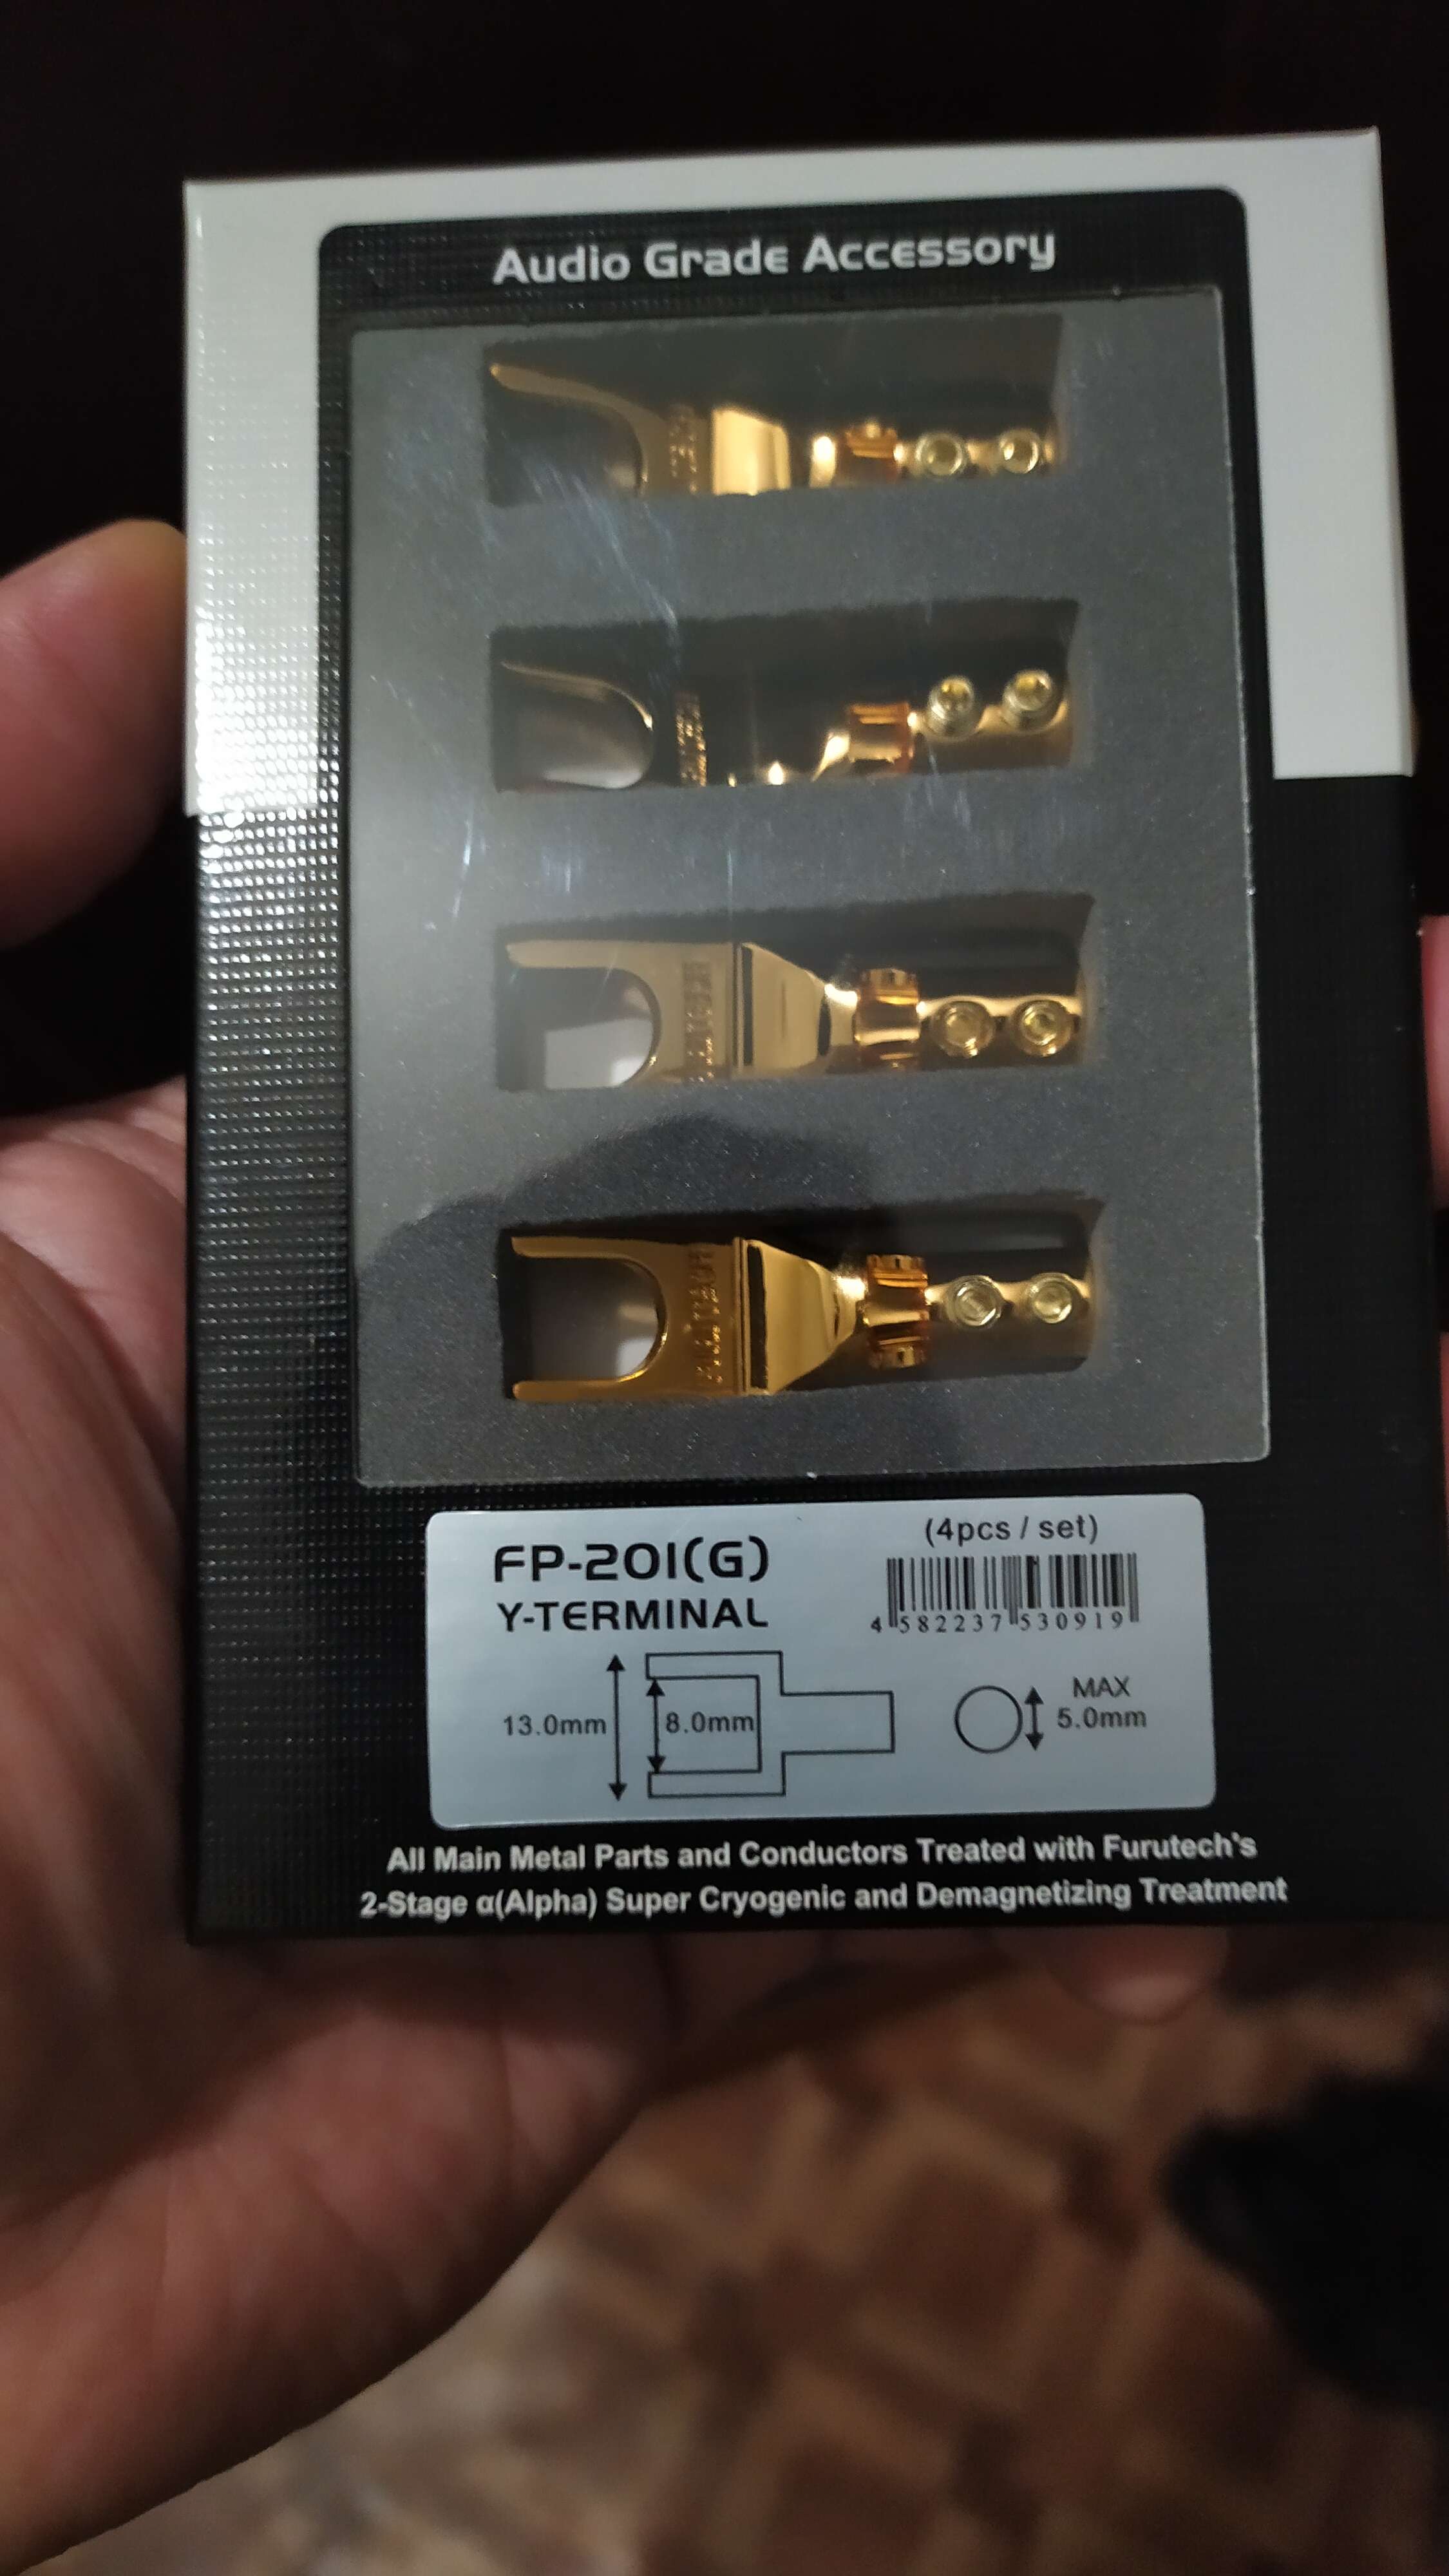 Audio Grade Accessory
FURUTECH
FP-201(G)
Y-TERMINAL
(4pcs / set)
4 582237 530919
13.0mm
8.0mm
MAX
5.0mm
All Main Metal Parts and Conductors Treated with Furutech's
2-Stage α(Alpha) Super Cryogenic and Demagnetizing Treatment